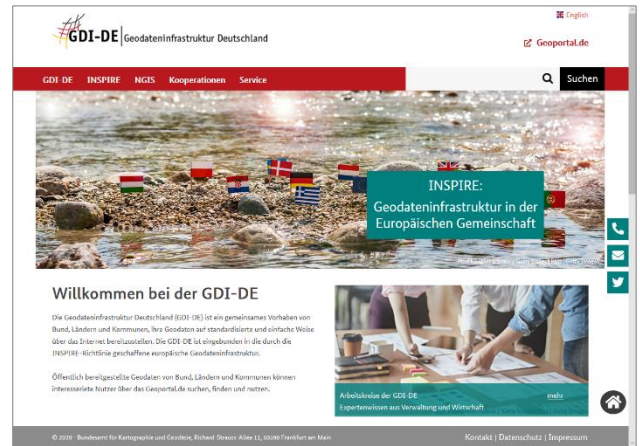 English
GDI-DE Geodateninfrastruktur Deutschland
Geoportal.de
GDI-DE INSPIRE NGIS Kooperationen Service Suchen
INSPIRE:
Geodateninfrastruktur in der
Europäischen Gemeinschaft
Willkommen bei der GDI-DE
Die Geodateninfrastruktur Deutschland (GDI-DE) ist ein gemeinsames Vorhaben von
Bund, Ländern und Kommunen, ihre Geodaten auf standardisierte und einfache Weise
über das Internet bereitzustellen. Die GDI-DE ist eingebunden in die durch die
INSPIRE-Richtlinie geschaffene europäische Geodateninfrastruktur.
Öffentlich bereitgestellte Geodaten von Bund, Ländern und Kommunen können
interessierte Nutzer über das Geoportal.de suchen, finden und nutzen.
Arbeitskreise der GDI-DE mehr
Expertenwissen aus Verwaltung und Wirtschaft
© 2020 - Bundesamt für Kartographie und Geodäsie, Richard-Strauss-Allee 11, 60598 Frankfurt am Main
Kontakt | Datenschutz | Impressum